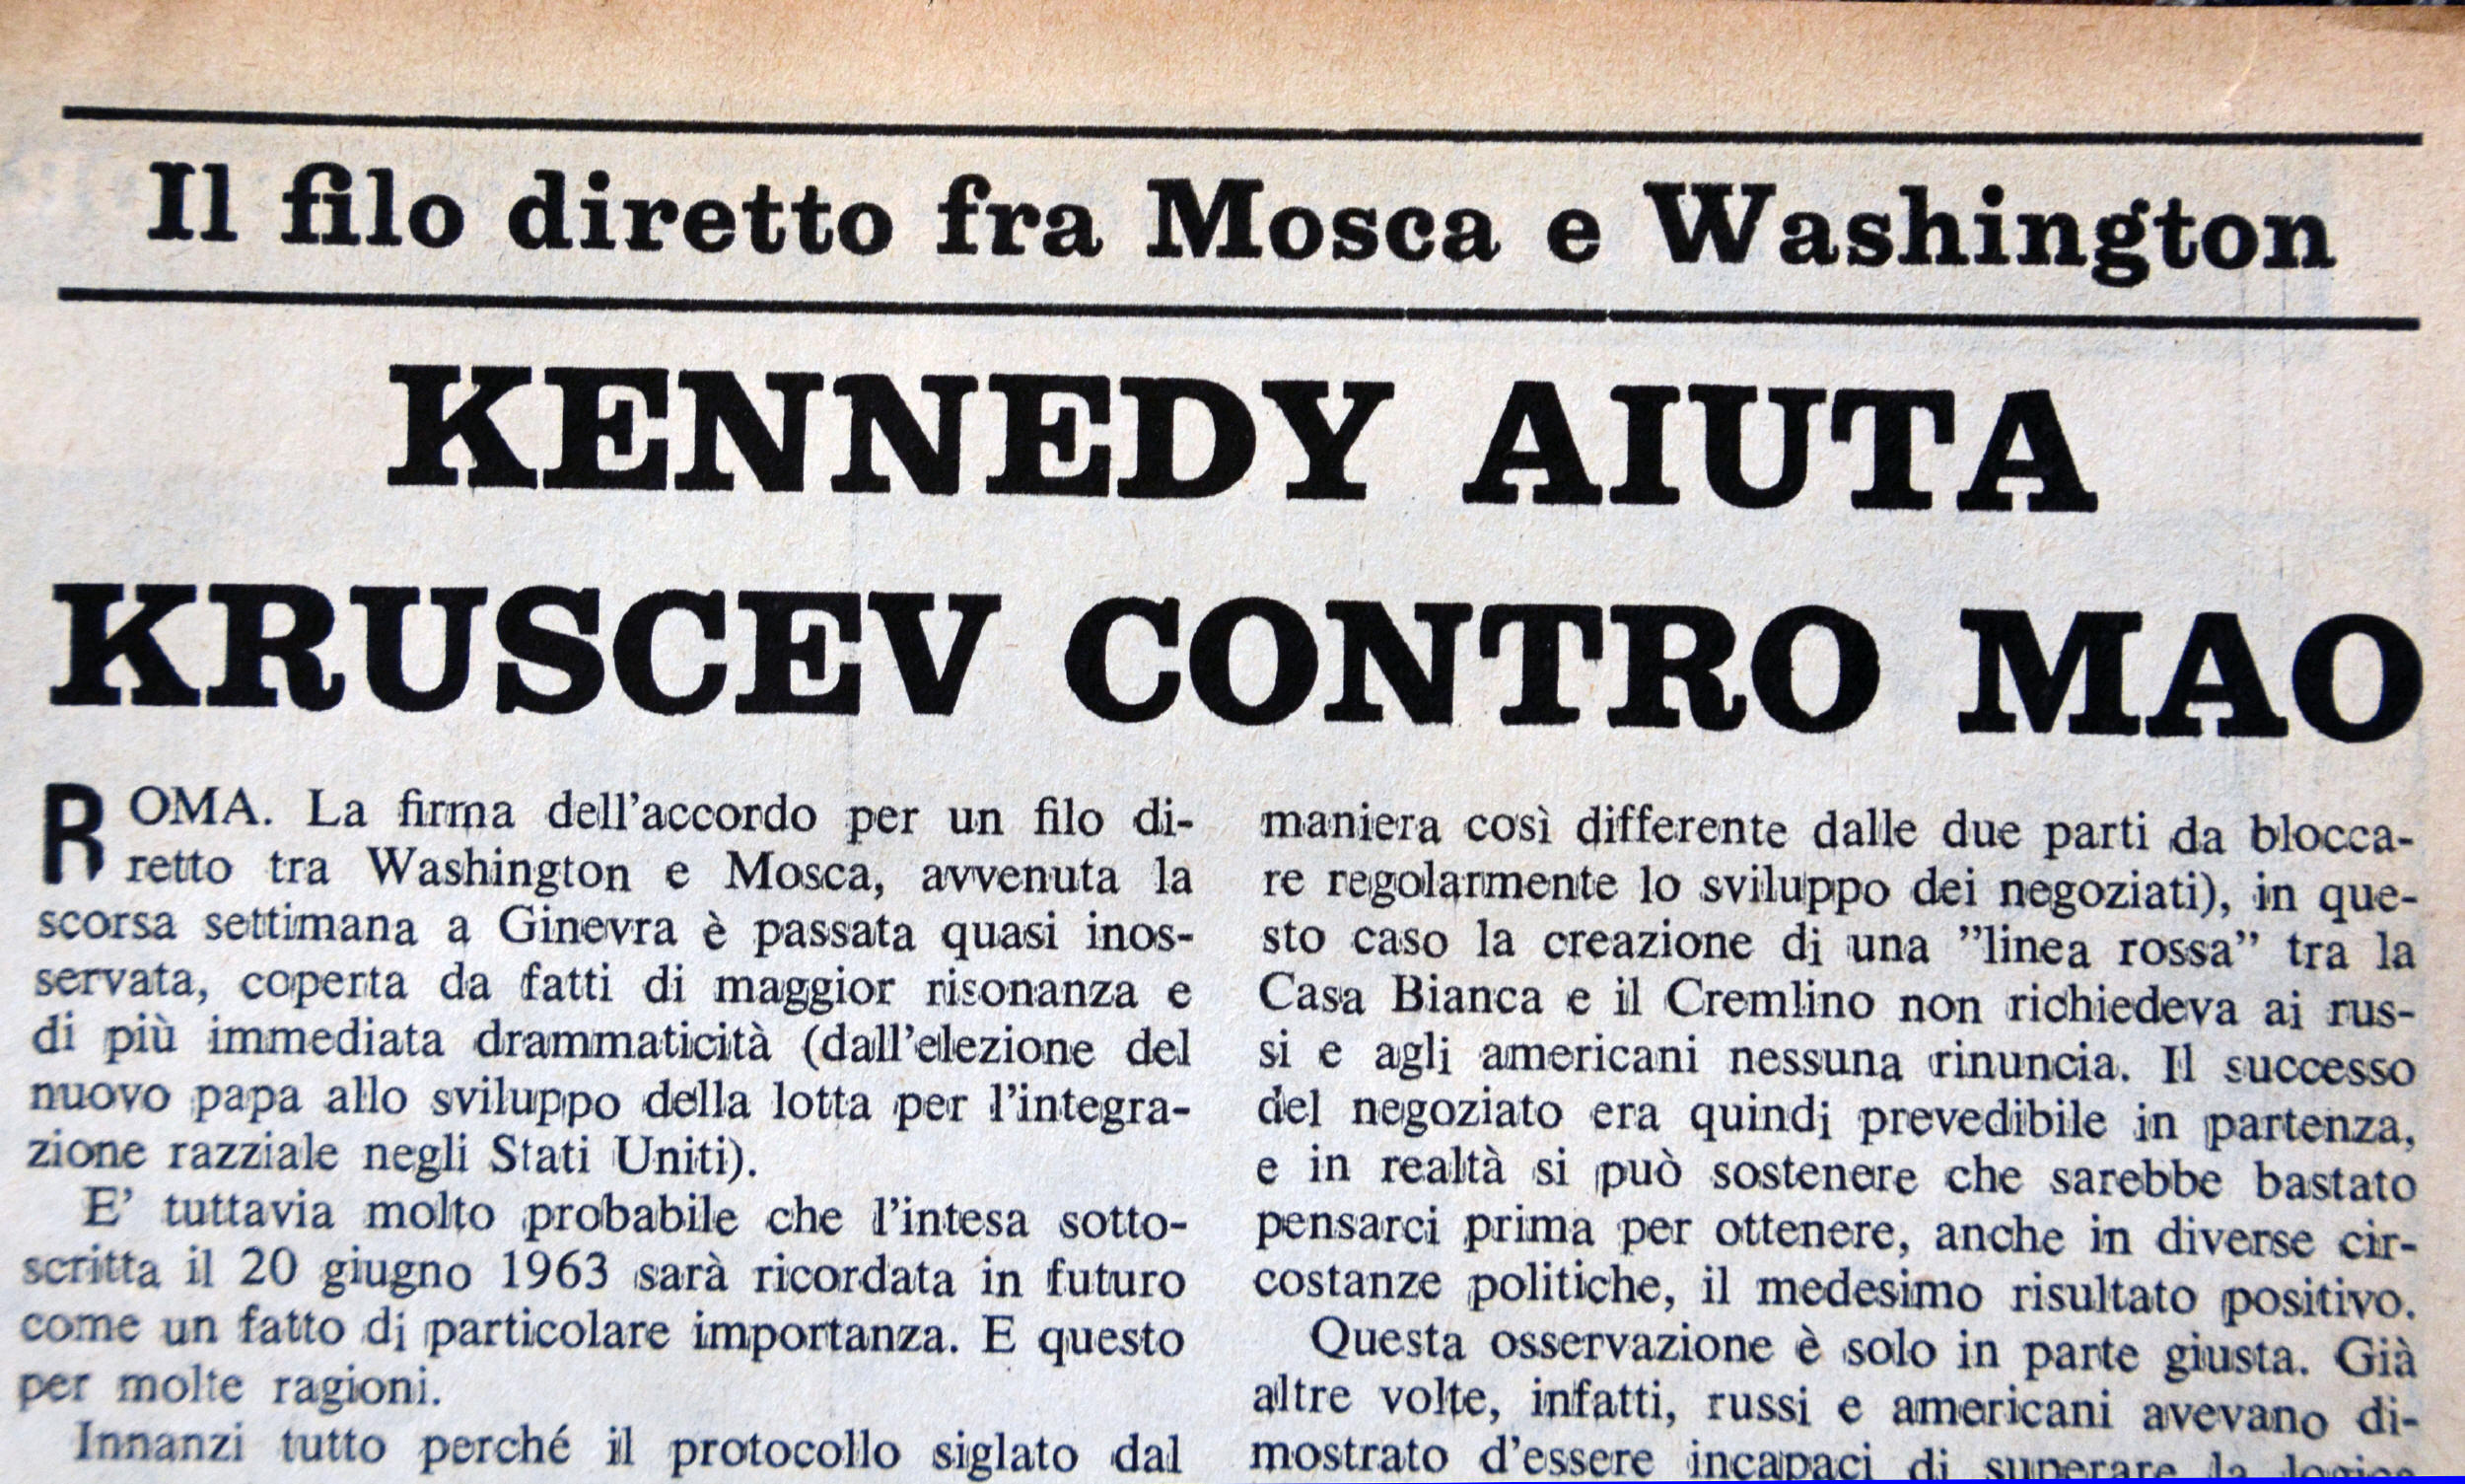 Il filo diretto fra Mosca e Washington
KENNEDY AIUTA
KRUSCEV CONTRO MAO
ROMA. La firma dell'accordo per un filo di-
retto tra Washington e Mosca, avvenuta la
scorsa settimana a Ginevra è passata quasi inos-
servata, coperta da fatti di maggior risonanza e
di più immediata drammaticità (dall'elezione del
nuovo papa allo sviluppo della lotta per l'integra-
zione razziale negli Stati Uniti).
E' tuttavia molto probabile che l'intesa sotto-
scritta il 20 giugno 1963 sarà ricordata in futuro
come un fatto di particolare importanza. E questo
per molte ragioni.
Innanzi tutto perché il protocollo siglato dal
maniera così differente dalle due parti da blocca-
re regolarmente lo sviluppo dei negoziati), in que-
sto caso la creazione di una "linea rossa" tra la
Casa Bianca e il Cremlino non richiedeva ai rus-
si e agli americani nessuna rinuncia. Il successo
del negoziato era quindi prevedibile in partenza,
e in realtà si può sostenere che sarebbe bastato
pensarci prima per ottenere, anche in diverse cir-
costanze politiche, il medesimo risultato positivo.
Questa osservazione è solo in parte giusta. Già
altre volte, infatti, russi e americani avevano di-
mostrato d'essere incapaci di superare la logica